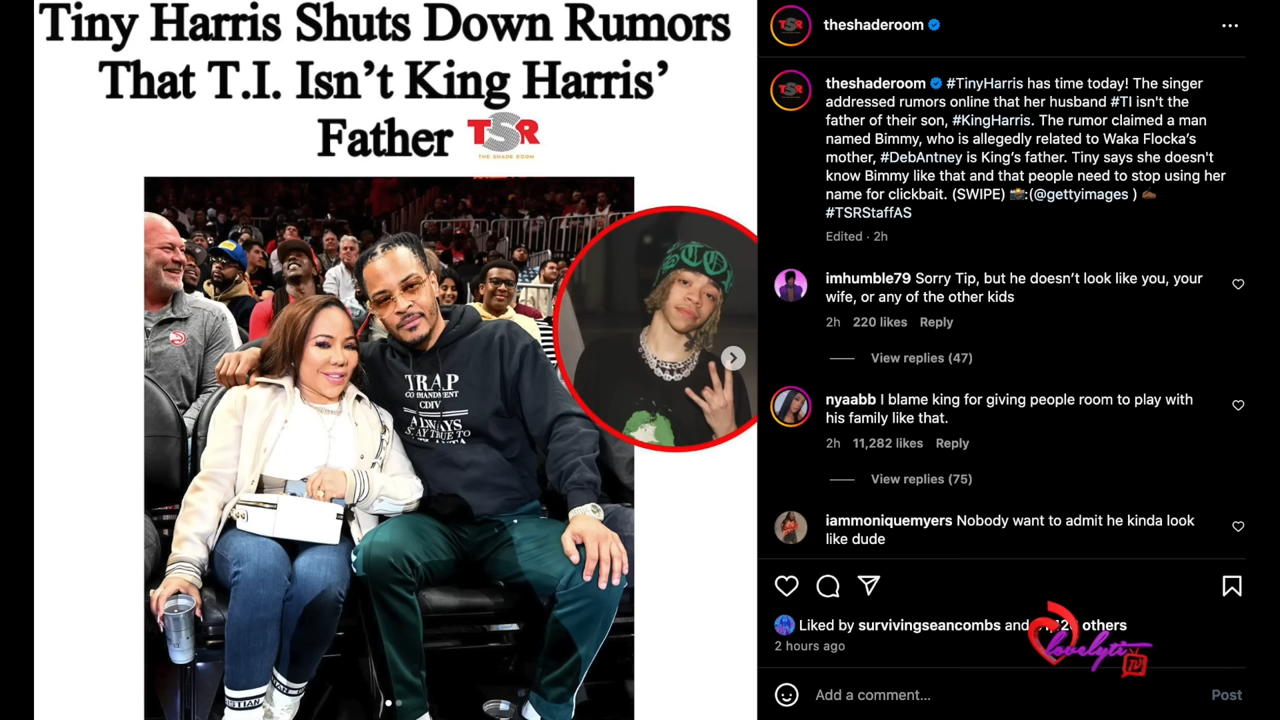 Tiny Harris Shuts Down Rumors
That T.I. Isn’t King Harris’
Father TSR
THE SHADE ROOM
TRAP
CDIV
ALWAYS
STAY TRUE TO
theshaderoom
theshaderoom #TinyHarris has time today! The singer
addressed rumors online that her husband #TI isn't the
father of their son, #KingHarris. The rumor claimed a man
named Bimmy, who is allegedly related to Waka Flocka’s
mother, #DebAntney is King’s father. Tiny says she doesn't
know Bimmy like that and that people need to stop using her
name for clickbait. (SWIPE) 📸:(@gettyimages ) ✍🏾
#TSRStaffAS
Edited · 2h
imhumble79 Sorry Tip, but he doesn’t look like you, your
wife, or any of the other kids
2h 220 likes Reply
View replies (47)
nyaabb I blame king for giving people room to play with
his family like that.
2h 11,282 likes Reply
View replies (75)
iammoniquemyers Nobody want to admit he kinda look
like dude
Liked by survivingseancombs and others
2 hours ago
lovelyti TV
Add a comment... Post